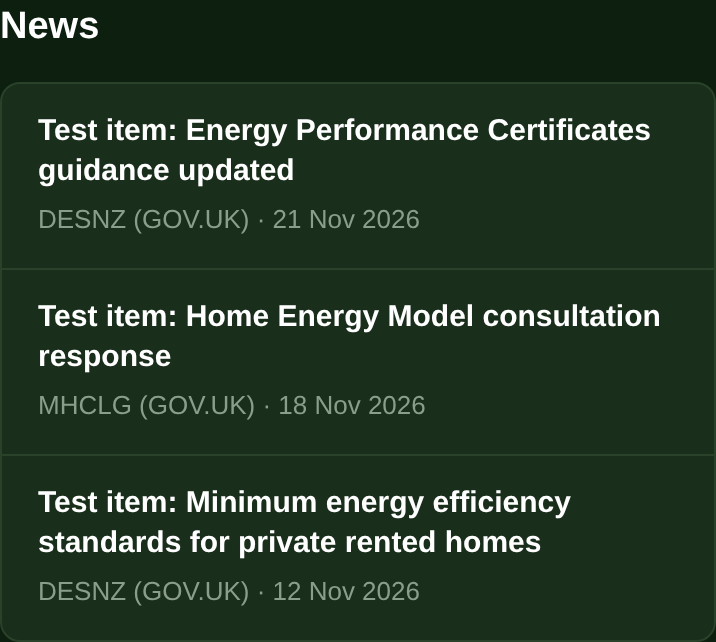 News
Test item: Energy Performance Certificates
guidance updated
DESNZ (GOV.UK) · 21 Nov 2026
Test item: Home Energy Model consultation
response
MHCLG (GOV.UK) · 18 Nov 2026
Test item: Minimum energy efficiency
standards for private rented homes
DESNZ (GOV.UK) · 12 Nov 2026